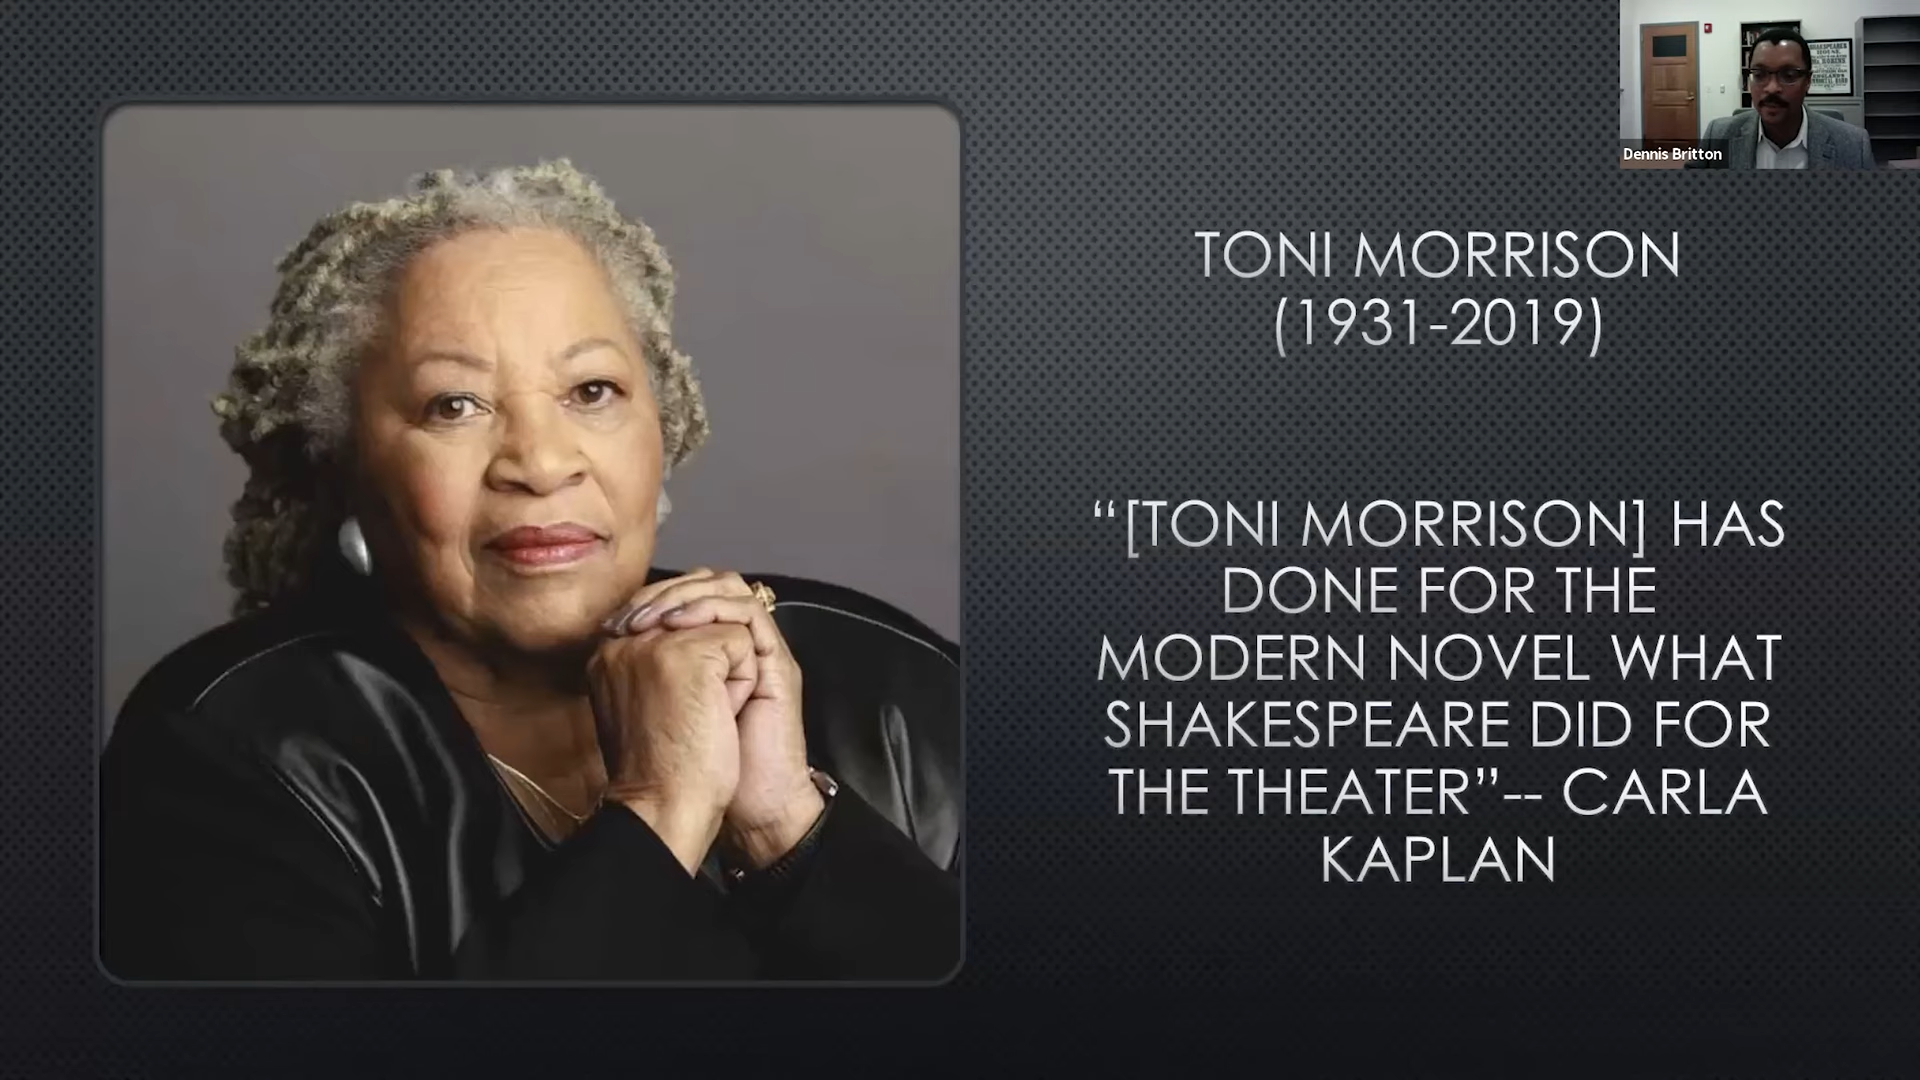 TONI MORRISON
(1931-2019)
“[TONI MORRISON] HAS
DONE FOR THE
MODERN NOVEL WHAT
SHAKESPEARE DID FOR
THE THEATER”-- CARLA
KAPLAN
Dennis Britton